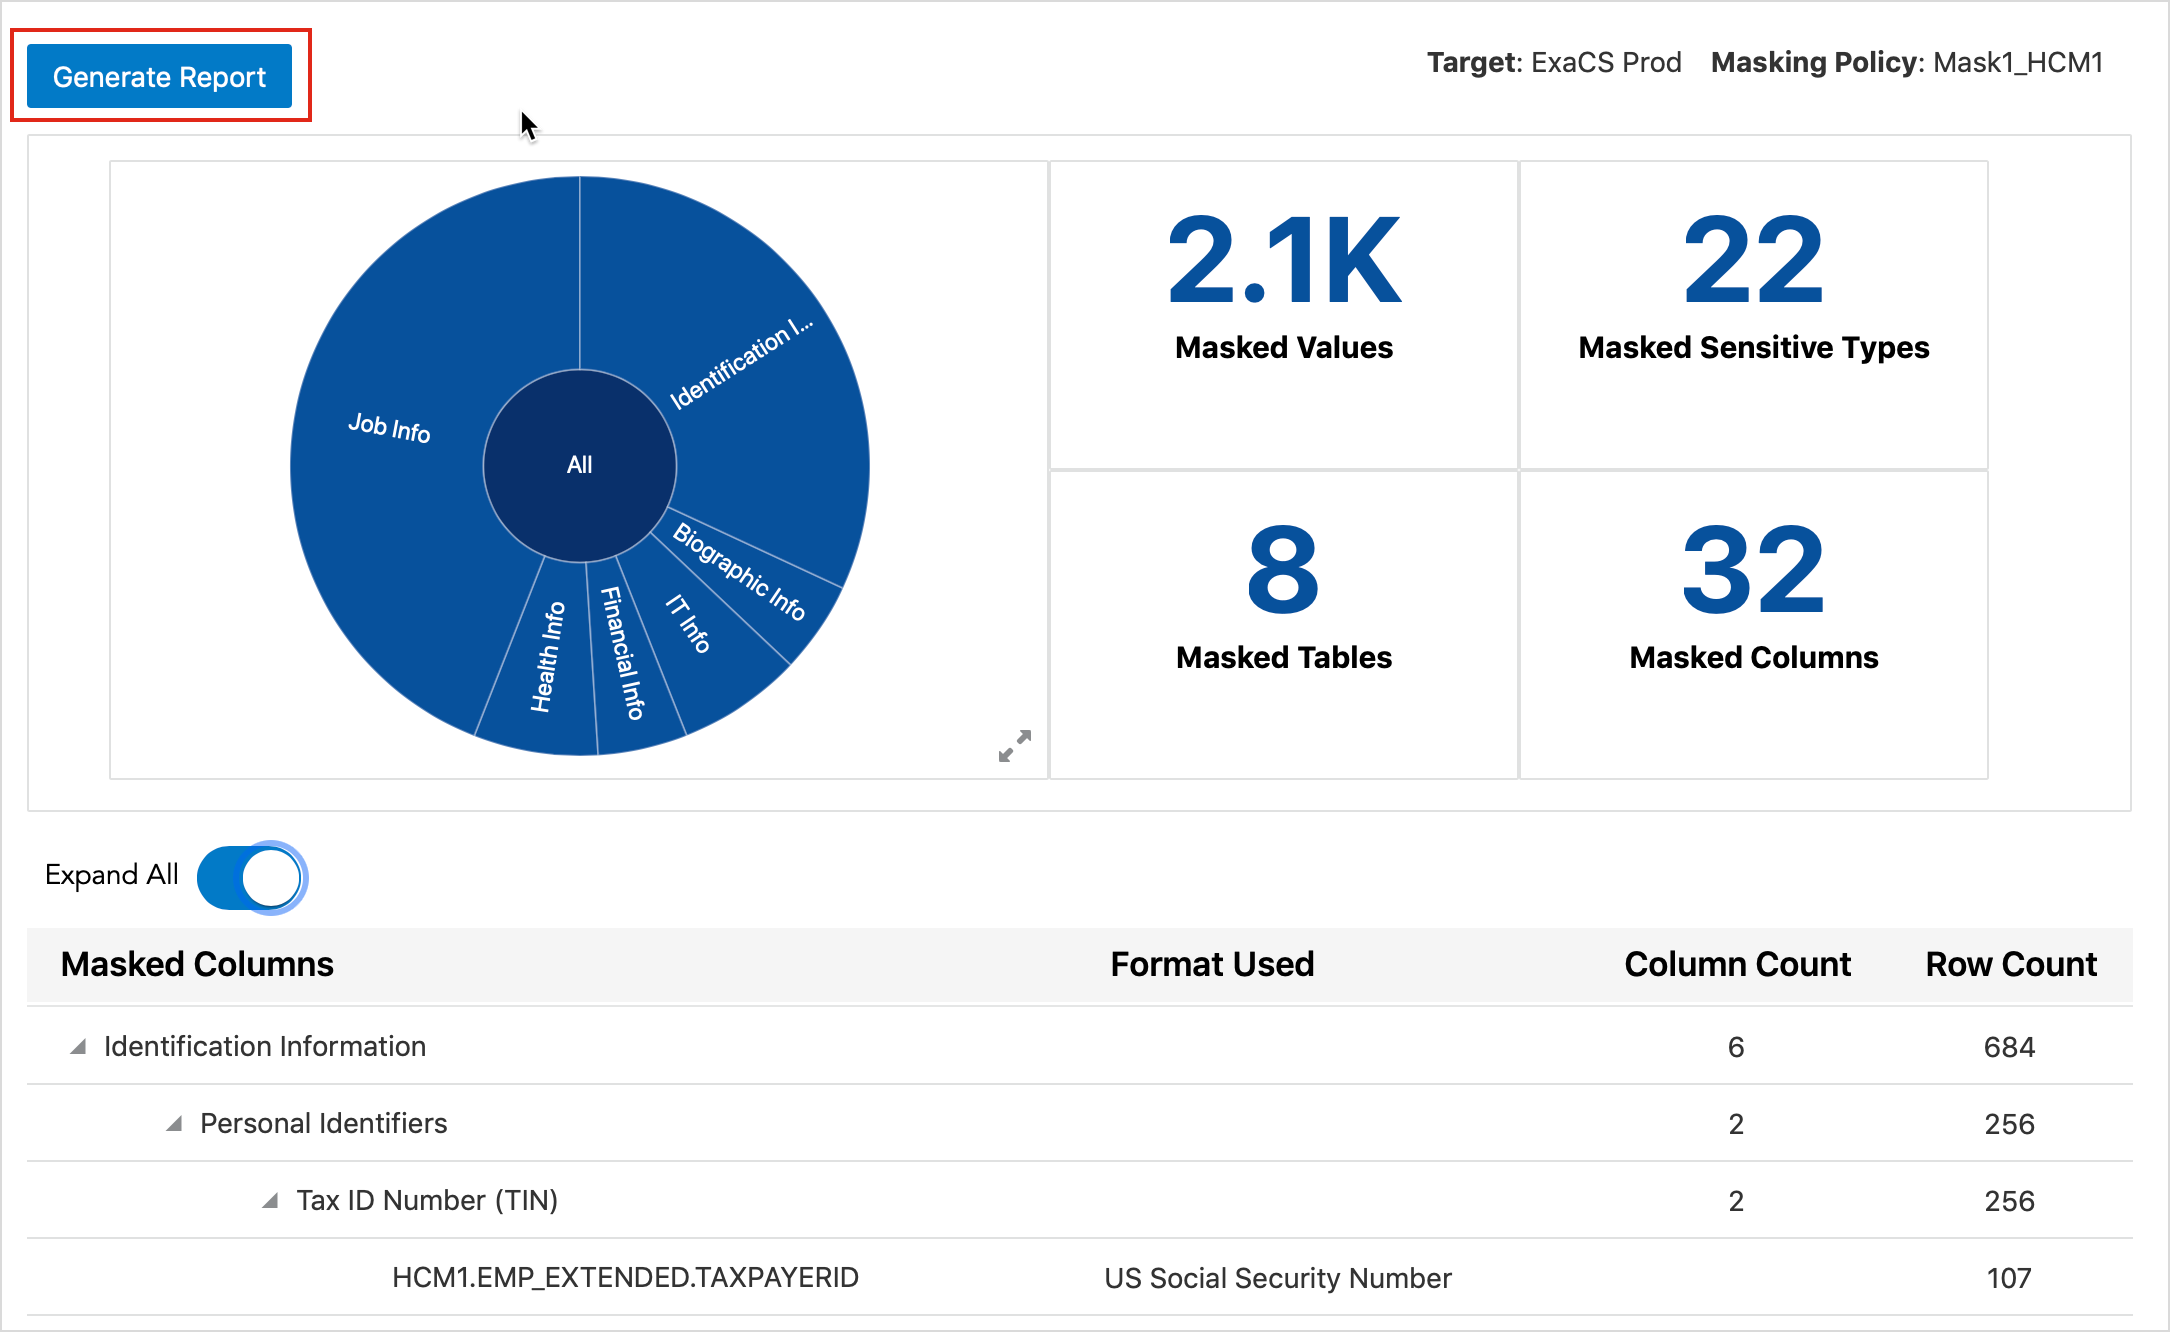 Generate Report
Target: ExaCS Prod Masking Policy: Mask1_HCM1
Identification I...
Job Info
All
Biographic Info
IT Info
Financial Info
Health Info
2.1K
Masked Values
22
Masked Sensitive Types
8
Masked Tables
32
Masked Columns
Expand All
Masked Columns Format Used Column Count Row Count
Identification Information 6 684
Personal Identifiers 2 256
Tax ID Number (TIN) 2 256
HCM1.EMP_EXTENDED.TAXPAYERID US Social Security Number 107